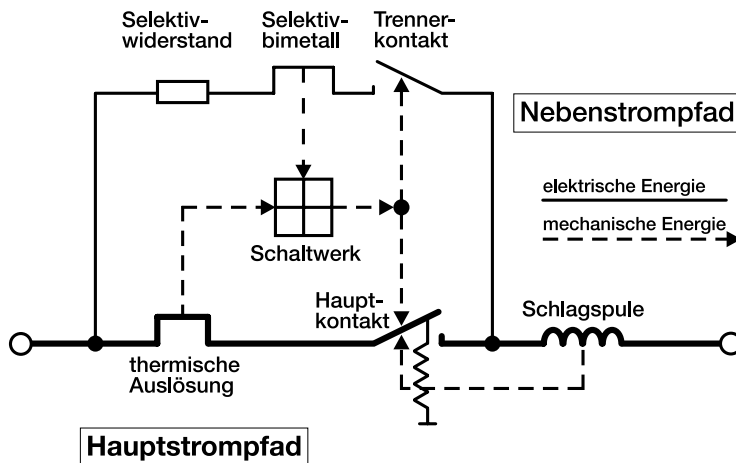 Selektiv-
widerstand
Selektiv-
bimetall
Trenner-
kontakt
Nebenstrompfad
elektrische Energie
mechanische Energie
Schaltwerk
Haupt-
kontakt
Schlagspule
thermische
Auslösung
Hauptstrompfad